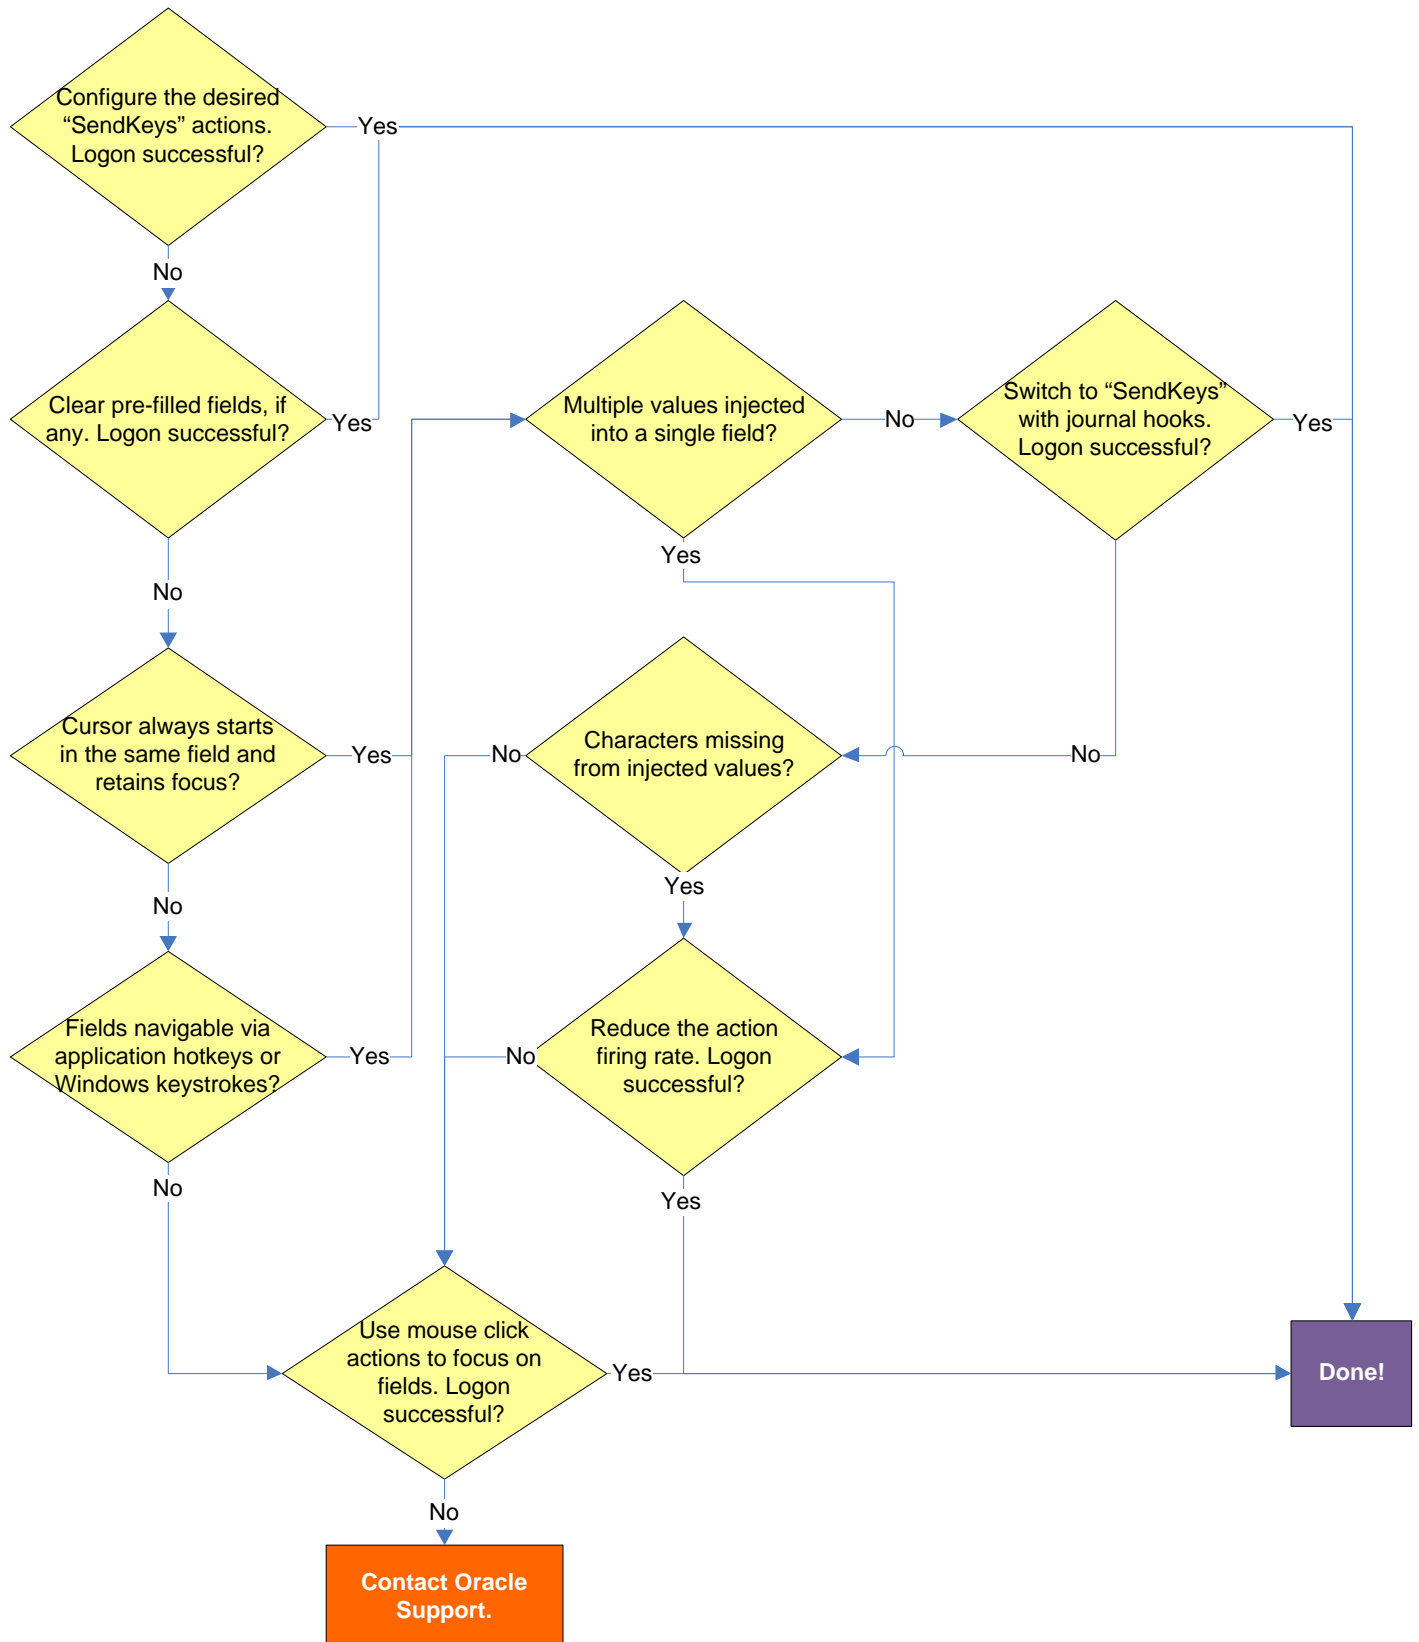 Configure the desired
“SendKeys” actions.
Logon successful?
Yes
No
Clear pre-filled fields, if
any. Logon successful?
Yes
Multiple values injected
into a single field?
No
Switch to “SendKeys”
with journal hooks.
Logon successful?
Yes
Yes
No
Cursor always starts
in the same field and
retains focus?
Yes
No
Characters missing
from injected values?
No
Yes
No
Fields navigable via
application hotkeys or
Windows keystrokes?
Yes
No
Reduce the action
firing rate. Logon
successful?
No
Yes
Use mouse click
actions to focus on
fields. Logon
successful?
Yes
Done!
No
Contact Oracle
Support.